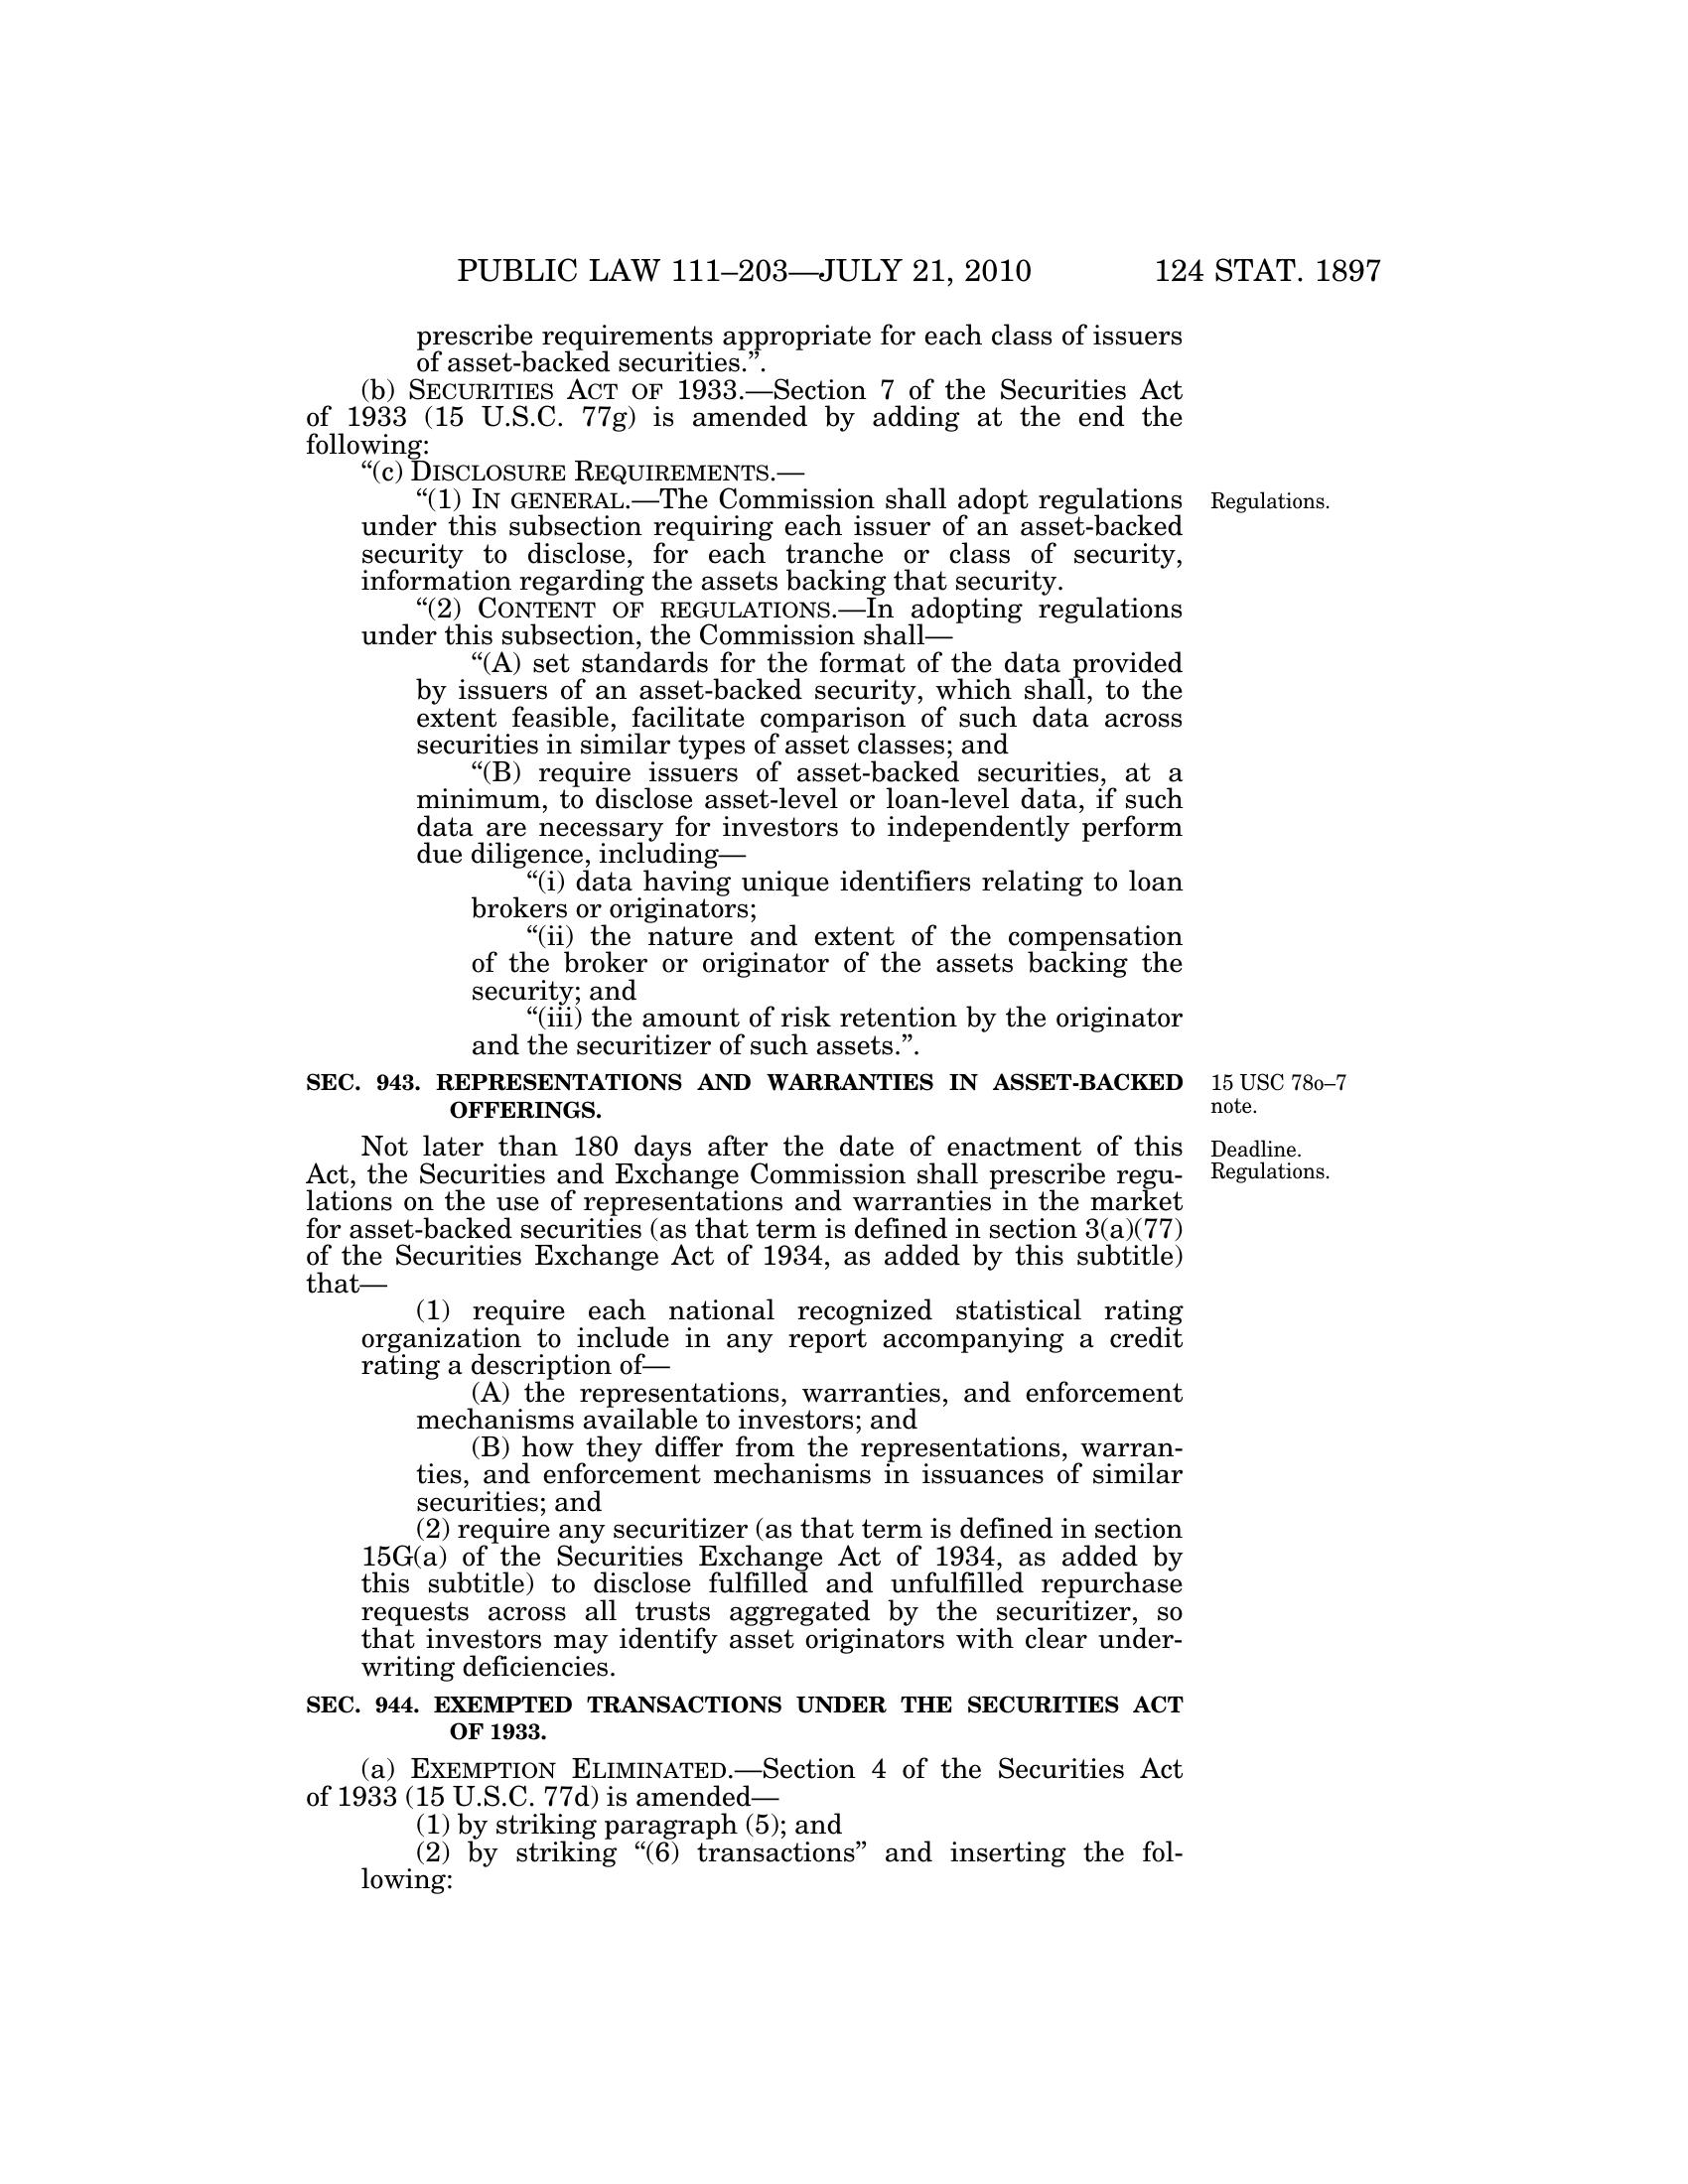 PUBLIC LAW 111–203—JULY 21, 2010 124 STAT. 1897
prescribe requirements appropriate for each class of issuers
of asset-backed securities.”.
(b) SECURITIES ACT OF 1933.—Section 7 of the Securities Act
of 1933 (15 U.S.C. 77g) is amended by adding at the end the
following:
“(c) DISCLOSURE REQUIREMENTS.—
“(1) IN GENERAL.—The Commission shall adopt regulations
under this subsection requiring each issuer of an asset-backed
security to disclose, for each tranche or class of security,
information regarding the assets backing that security.
“(2) CONTENT OF REGULATIONS.—In adopting regulations
under this subsection, the Commission shall—
“(A) set standards for the format of the data provided
by issuers of an asset-backed security, which shall, to the
extent feasible, facilitate comparison of such data across
securities in similar types of asset classes; and
“(B) require issuers of asset-backed securities, at a
minimum, to disclose asset-level or loan-level data, if such
data are necessary for investors to independently perform
due diligence, including—
“(i) data having unique identifiers relating to loan
brokers or originators;
“(ii) the nature and extent of the compensation
of the broker or originator of the assets backing the
security; and
“(iii) the amount of risk retention by the originator
and the securitizer of such assets.”.
SEC. 943. REPRESENTATIONS AND WARRANTIES IN ASSET-BACKED
OFFERINGS.
Not later than 180 days after the date of enactment of this
Act, the Securities and Exchange Commission shall prescribe regu-
lations on the use of representations and warranties in the market
for asset-backed securities (as that term is defined in section 3(a)(77)
of the Securities Exchange Act of 1934, as added by this subtitle)
that—
(1) require each national recognized statistical rating
organization to include in any report accompanying a credit
rating a description of—
(A) the representations, warranties, and enforcement
mechanisms available to investors; and
(B) how they differ from the representations, warran-
ties, and enforcement mechanisms in issuances of similar
securities; and
(2) require any securitizer (as that term is defined in section
15G(a) of the Securities Exchange Act of 1934, as added by
this subtitle) to disclose fulfilled and unfulfilled repurchase
requests across all trusts aggregated by the securitizer, so
that investors may identify asset originators with clear under-
writing deficiencies.
SEC. 944. EXEMPTED TRANSACTIONS UNDER THE SECURITIES ACT
OF 1933.
(a) EXEMPTION ELIMINATED.—Section 4 of the Securities Act
of 1933 (15 U.S.C. 77d) is amended—
(1) by striking paragraph (5); and
(2) by striking “(6) transactions” and inserting the fol-
lowing:
Regulations.
15 USC 78o–7
note.
Deadline.
Regulations.